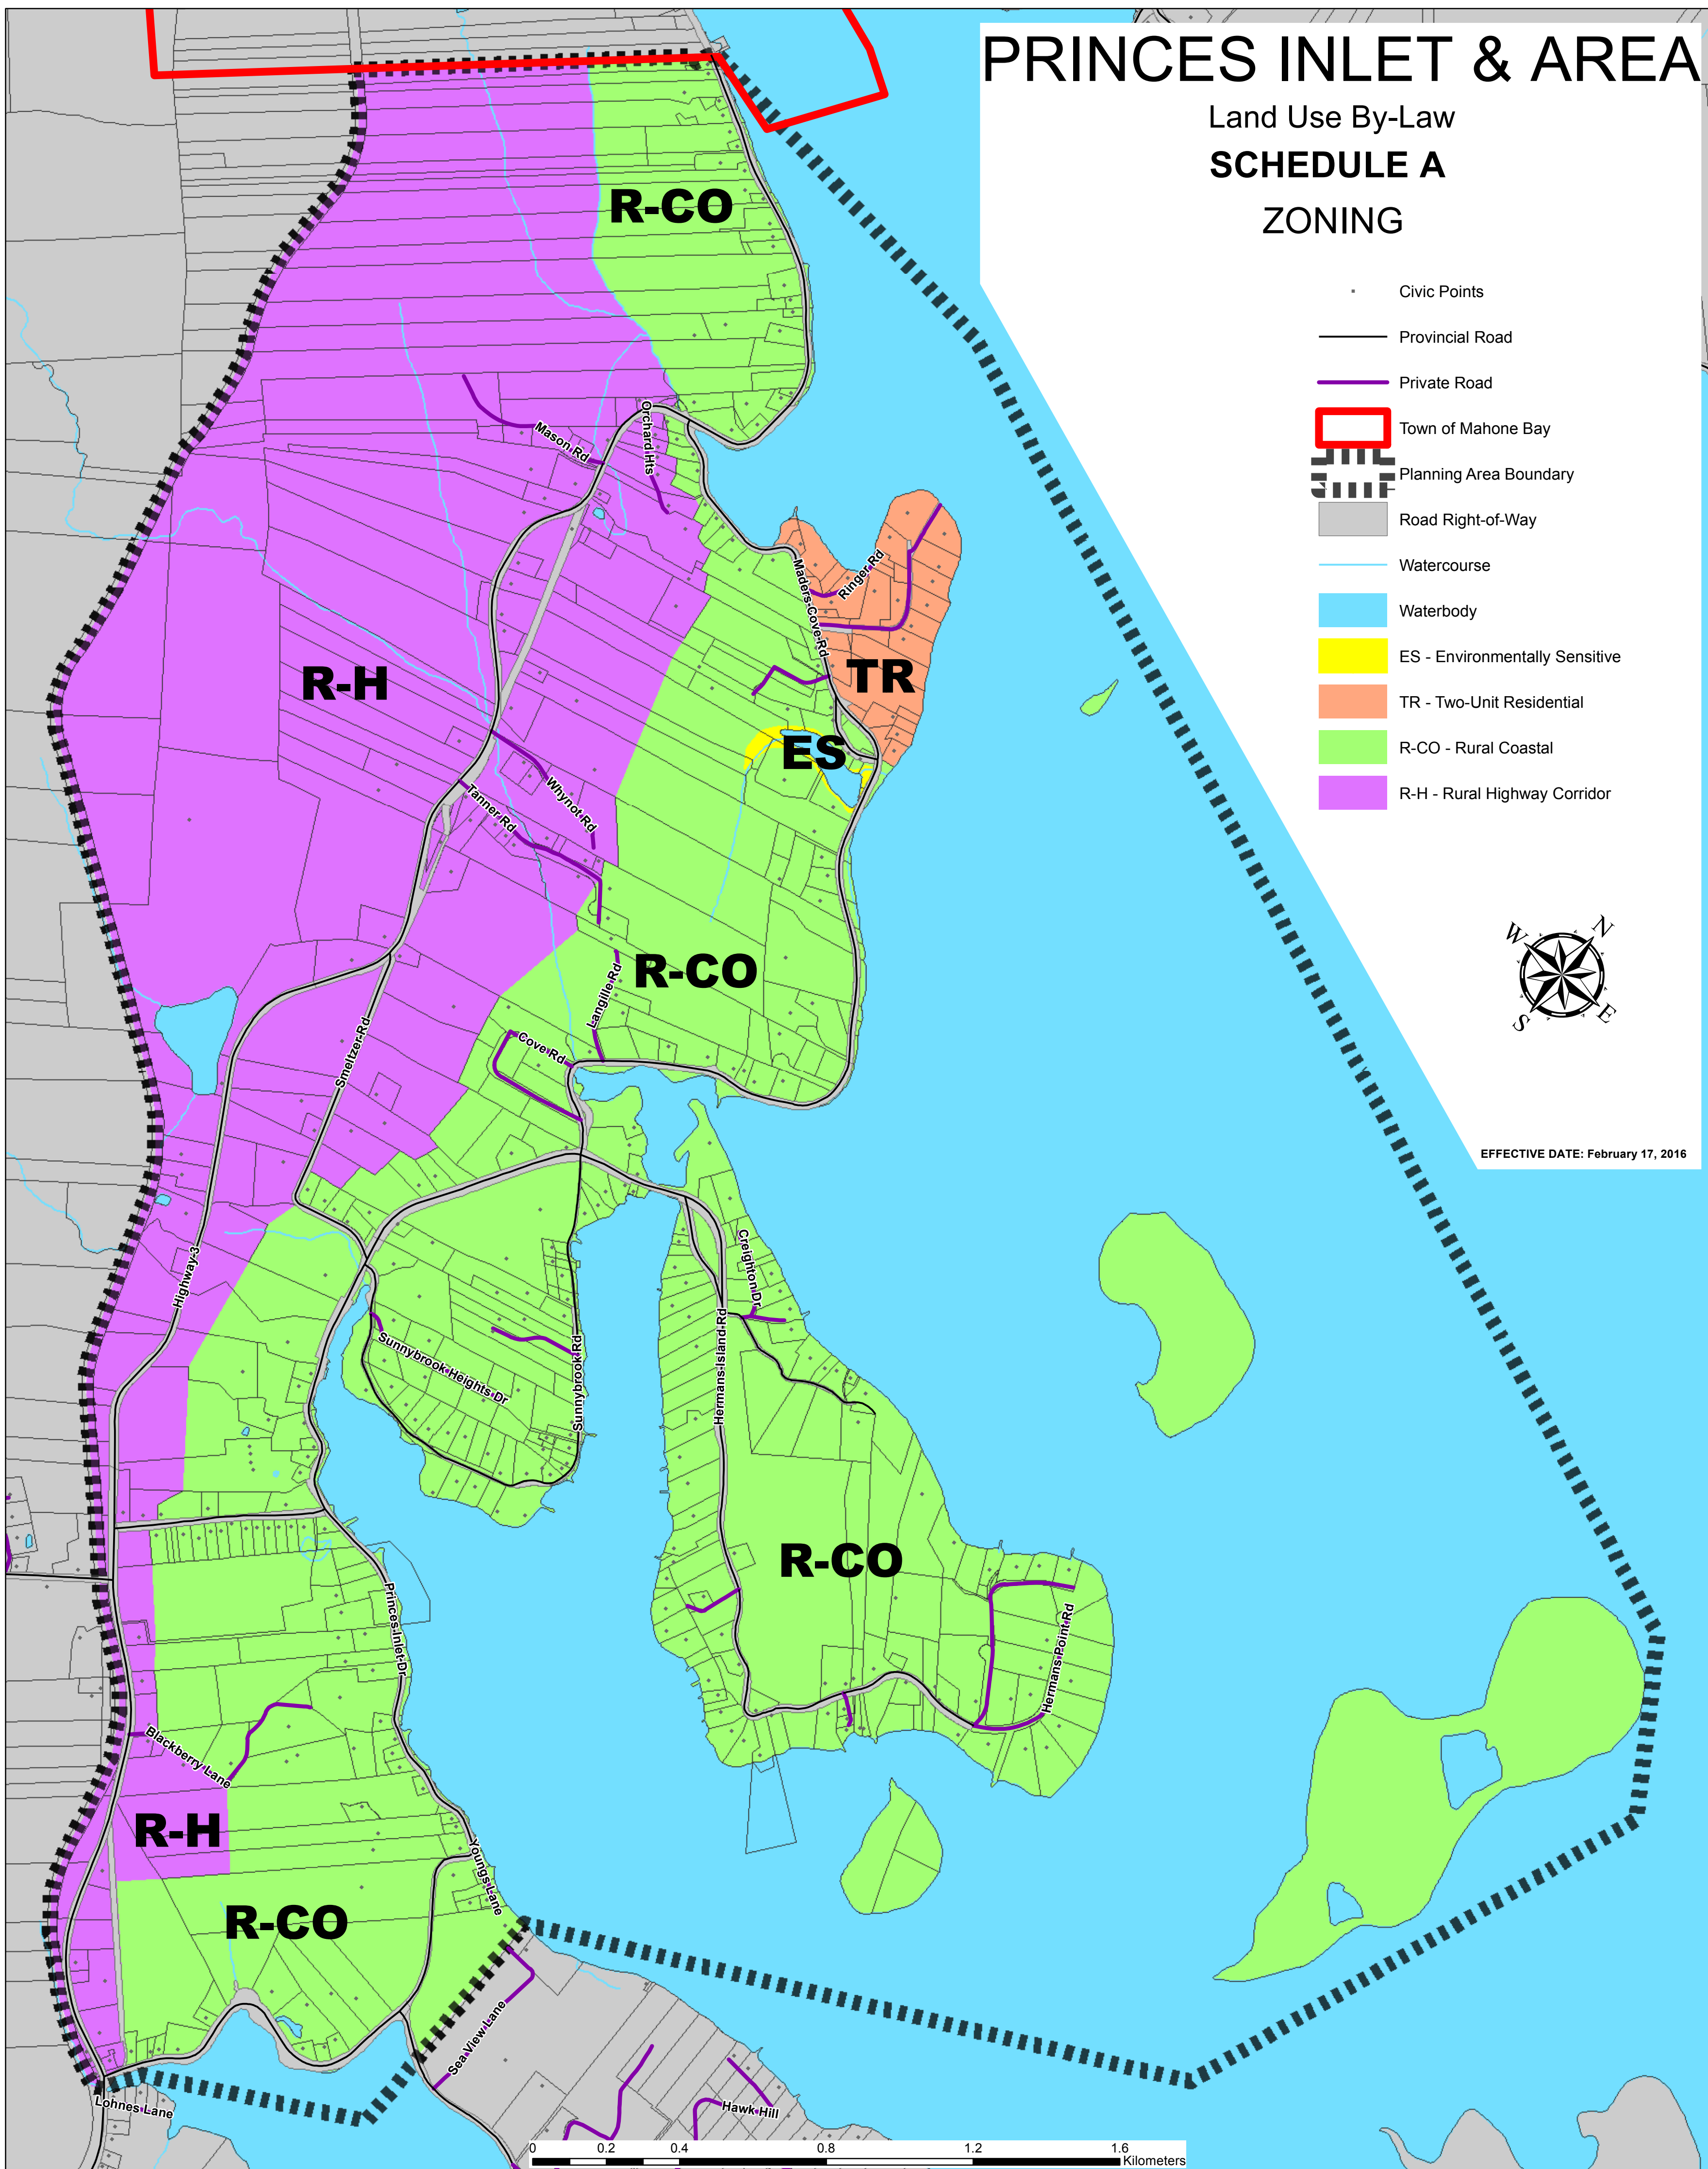 PRINCES INLET & AREA
Land Use By-Law
SCHEDULE A
ZONING
Civic Points
Provincial Road
Private Road
Town of Mahone Bay
Planning Area Boundary
Road Right-of-Way
Watercourse
Waterbody
ES - Environmentally Sensitive
TR - Two-Unit Residential
R-CO - Rural Coastal
R-H - Rural Highway Corridor
N
W
E
S
EFFECTIVE DATE: February 17, 2016
R-CO
Orchard Hts
Mason Rd
Maders-Cove-Rd
Ringer Rd
R-H
TR
ES
Whynot Rd
Tanner Rd
R-CO
Langille Rd
Cove Rd
Smeltzer-Rd
Highway-3
Creighton Dr
Hermans-Island-Rd
Sunnybrook Heights Dr
Sunnybrook Rd
R-CO
Princes-Inlet-Dr
Hermans Point Rd
Blackberry Lane
R-H
Youngs-Lane
R-CO
Sea View Lane
Lohnes Lane
Hawk Hill
0 0.2 0.4 0.8 1.2 1.6
Kilometers